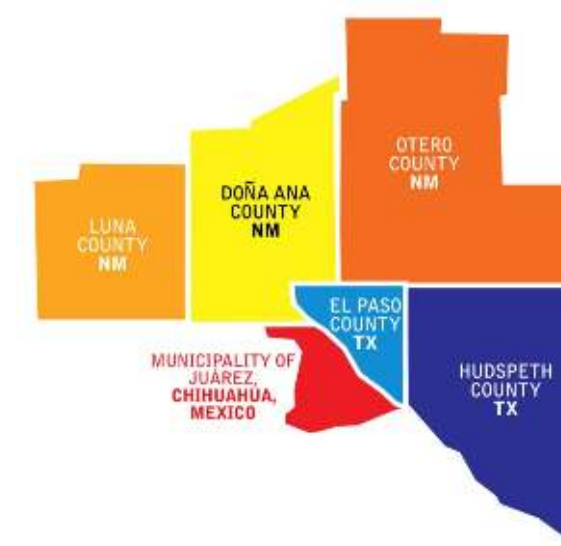 OTERO
COUNTY
NM
DOÑA ANA
COUNTY
NM
LUNA
COUNTY
NM
EL PASO
COUNTY
TX
MUNICIPALITY OF
JUÁREZ,
CHIHUAHUA,
MEXICO
HUDSPETH
COUNTY
TX